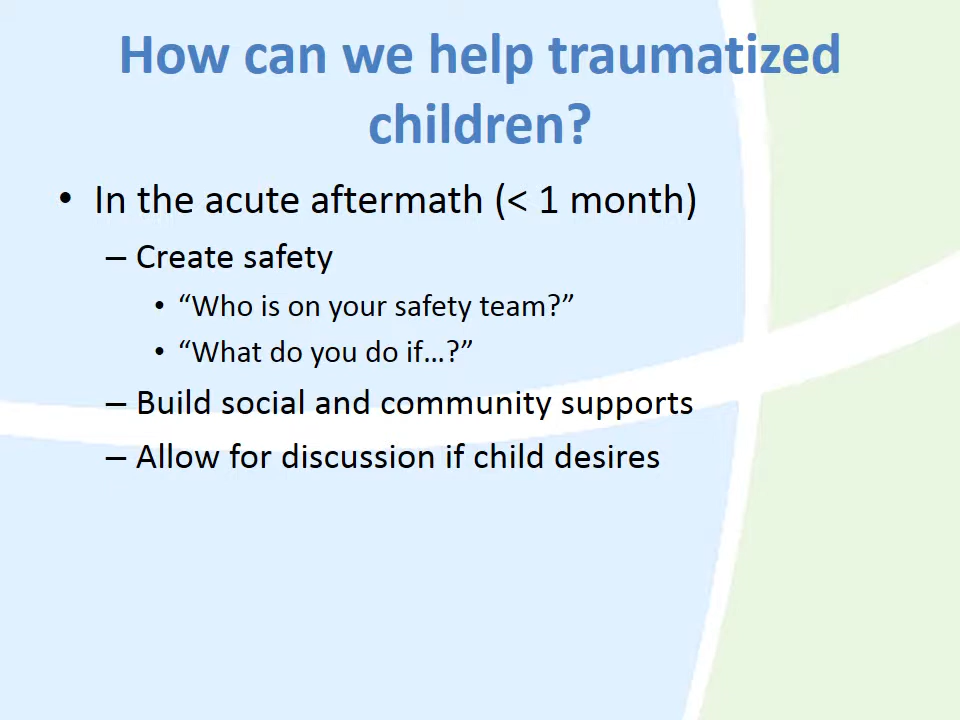 How can we help traumatized
children?
• In the acute aftermath (< 1 month)
– Create safety
• “Who is on your safety team?”
• “What do you do if…?”
– Build social and community supports
– Allow for discussion if child desires